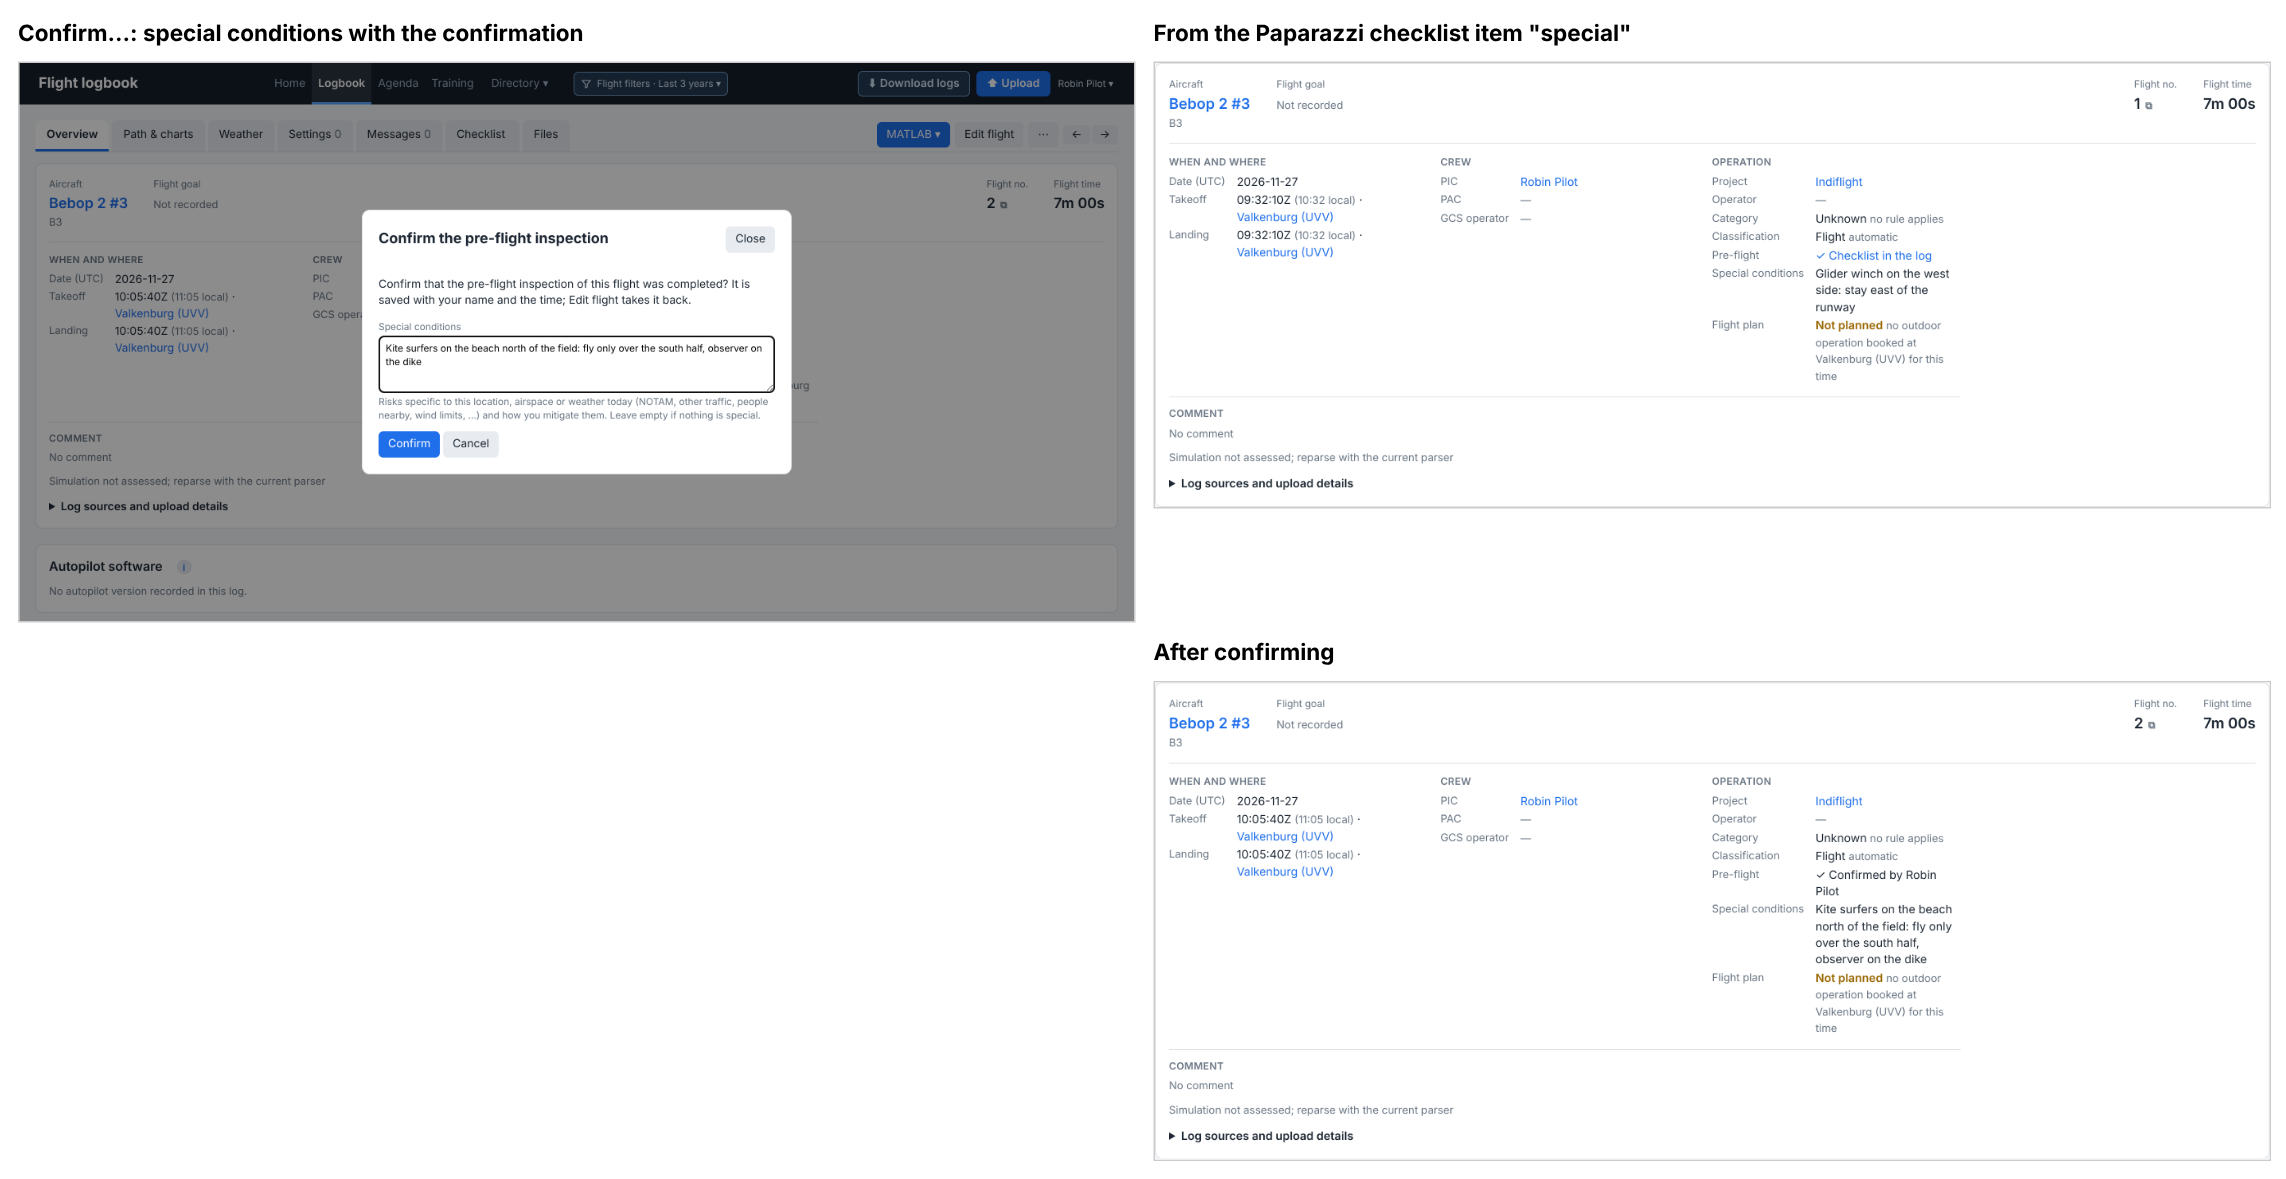 Confirm...: special conditions with the confirmation
Flight logbook Home Logbook Agenda Training Directory ▾ Flight filters · Last 3 years ▾ Download logs Upload Robin Pilot ▾
Overview Path & charts Weather Settings 0 Messages 0 Checklist Files MATLAB ▾ Edit flight ... ← →
Aircraft Flight goal Flight no. Flight time
Bebop 2 #3 Not recorded 2 7m 00s
B3
WHEN AND WHERE CREW
Date (UTC) 2026-11-27 PIC
Takeoff 10:05:40Z (11:05 local) · PAC
Valkenburg (UVV) GCS opera
Landing 10:05:40Z (11:05 local) ·
Valkenburg (UVV)
urg
COMMENT
No comment
Simulation not assessed; reparse with the current parser
▶ Log sources and upload details
Autopilot software i
No autopilot version recorded in this log.
Confirm the pre-flight inspection Close
Confirm that the pre-flight inspection of this flight was completed? It is
saved with your name and the time; Edit flight takes it back.
Special conditions
Kite surfers on the beach north of the field: fly only over the south half, observer on
the dike
Risks specific to this location, airspace or weather today (NOTAM, other traffic, people
nearby, wind limits, ...) and how you mitigate them. Leave empty if nothing is special.
Confirm Cancel
From the Paparazzi checklist item "special"
Aircraft Flight goal Flight no. Flight time
Bebop 2 #3 Not recorded 1 7m 00s
B3
WHEN AND WHERE
Date (UTC) 2026-11-27
Takeoff 09:32:10Z (10:32 local) ·
Valkenburg (UVV)
Landing 09:32:10Z (10:32 local) ·
Valkenburg (UVV)
CREW
PIC Robin Pilot
PAC —
GCS operator —
OPERATION
Project Indiflight
Operator —
Category Unknown no rule applies
Classification Flight automatic
Pre-flight ✓ Checklist in the log
Special conditions Glider winch on the west
side: stay east of the
runway
Flight plan Not planned no outdoor
operation booked at
Valkenburg (UVV) for this
time
COMMENT
No comment
Simulation not assessed; reparse with the current parser
▶ Log sources and upload details
After confirming
Aircraft Flight goal Flight no. Flight time
Bebop 2 #3 Not recorded 2 7m 00s
B3
WHEN AND WHERE
Date (UTC) 2026-11-27
Takeoff 10:05:40Z (11:05 local) ·
Valkenburg (UVV)
Landing 10:05:40Z (11:05 local) ·
Valkenburg (UVV)
CREW
PIC Robin Pilot
PAC —
GCS operator —
OPERATION
Project Indiflight
Operator —
Category Unknown no rule applies
Classification Flight automatic
Pre-flight ✓ Confirmed by Robin
Pilot
Special conditions Kite surfers on the beach
north of the field: fly only
over the south half,
observer on the dike
Flight plan Not planned no outdoor
operation booked at
Valkenburg (UVV) for this
time
COMMENT
No comment
Simulation not assessed; reparse with the current parser
▶ Log sources and upload details